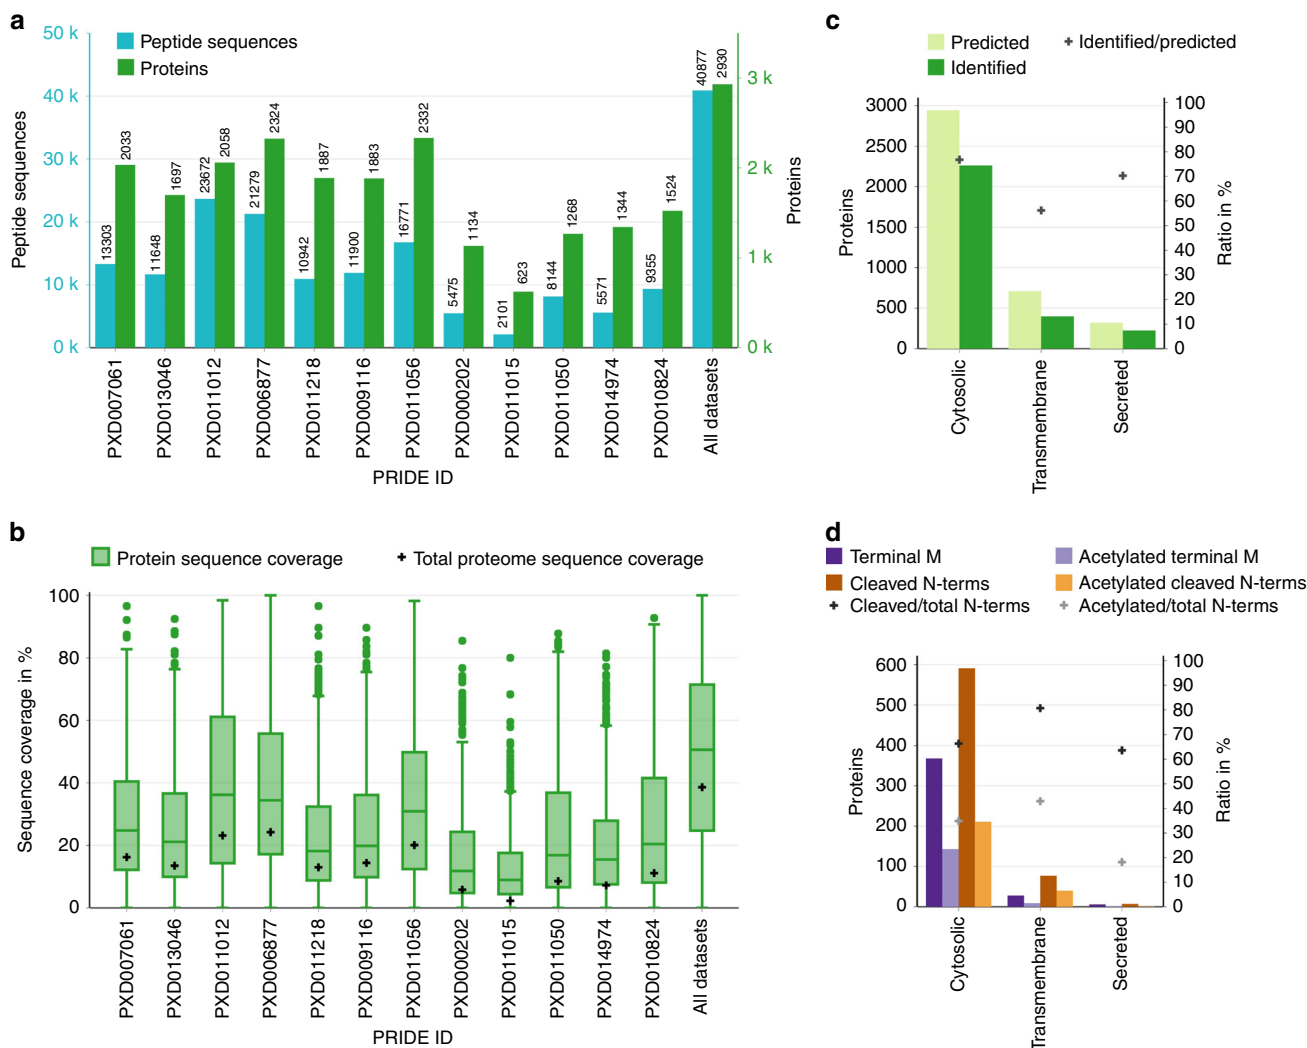 a
Peptide sequences
Proteins
50 k
40 k
30 k
20 k
10 k
0 k
Peptide sequences
3 k
2 k
1 k
0 k
Proteins
13303
2033
11648
1697
23672
2058
21279
2324
10942
1887
11900
1883
16771
2332
5475
1134
2101
623
8144
1268
5571
1344
9355
1524
40877
2930
PXD007061
PXD013046
PXD011012
PXD006877
PXD011218
PXD009116
PXD011056
PXD000202
PXD011015
PXD011050
PXD014974
PXD010824
All datasets
PRIDE ID
c
Predicted
Identified
Identified/predicted
3000
2500
2000
1500
1000
500
0
Proteins
100
90
80
70
60
50
40
30
20
10
0
Ratio in %
Cytosolic
Transmembrane
Secreted
b
Protein sequence coverage
Total proteome sequence coverage
100
80
60
40
20
0
Sequence coverage in %
PXD007061
PXD013046
PXD011012
PXD006877
PXD011218
PXD009116
PXD011056
PXD000202
PXD011015
PXD011050
PXD014974
PXD010824
All datasets
PRIDE ID
d
Terminal M
Cleaved N-terms
Cleaved/total N-terms
Acetylated terminal M
Acetylated cleaved N-terms
Acetylated/total N-terms
600
500
400
300
200
100
0
Proteins
100
90
80
70
60
50
40
30
20
10
0
Ratio in %
Cytosolic
Transmembrane
Secreted